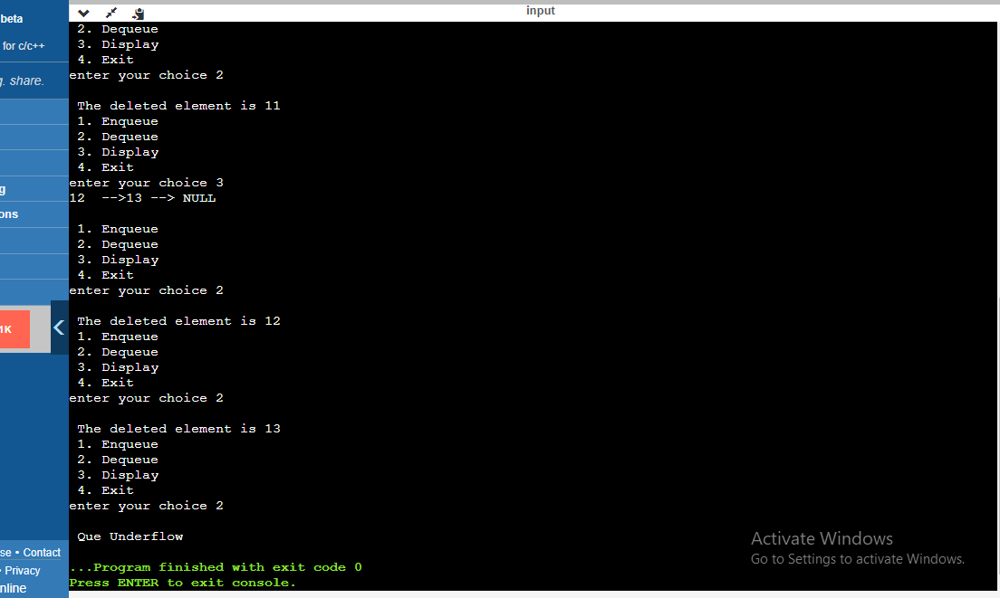 beta
for c/c++
. share.
g
ons
1K
se • Contact
• Privacy
nline
input
2. Dequeue
3. Display
4. Exit
enter your choice 2
The deleted element is 11
1. Enqueue
2. Dequeue
3. Display
4. Exit
enter your choice 3
12  -->13 --> NULL
1. Enqueue
2. Dequeue
3. Display
4. Exit
enter your choice 2
The deleted element is 12
1. Enqueue
2. Dequeue
3. Display
4. Exit
enter your choice 2
The deleted element is 13
1. Enqueue
2. Dequeue
3. Display
4. Exit
enter your choice 2
Que Underflow
...Program finished with exit code 0
Press ENTER to exit console.
Activate Windows
Go to Settings to activate Windows.